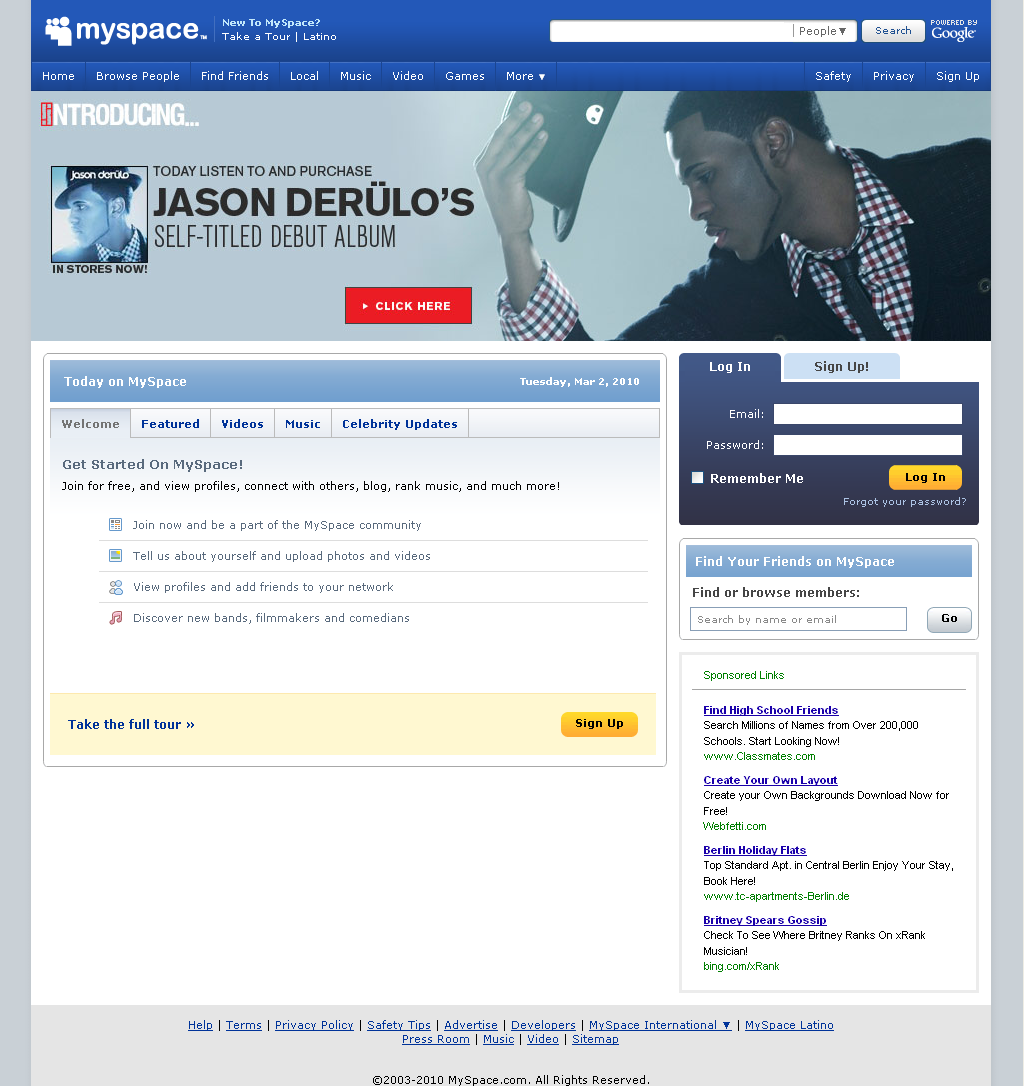 myspace™
New To MySpace?
Take a Tour | Latino
People▼
Search
POWERED BY
Google™
Home
Browse People
Find Friends
Local
Music
Video
Games
More ▼
Safety
Privacy
Sign Up
INTRODUCING...
jason derülo
TODAY LISTEN TO AND PURCHASE
JASON DERÜLO'S
SELF-TITLED DEBUT ALBUM
IN STORES NOW!
CLICK HERE
Today on MySpace
Tuesday, Mar 2, 2010
Welcome
Featured
Videos
Music
Celebrity Updates
Get Started On MySpace!
Join for free, and view profiles, connect with others, blog, rank music, and much more!
Join now and be a part of the MySpace community
Tell us about yourself and upload photos and videos
View profiles and add friends to your network
Discover new bands, filmmakers and comedians
Take the full tour »
Sign Up
Log In
Sign Up!
Email:
Password:
Remember Me
Log In
Forgot your password?
Find Your Friends on MySpace
Find or browse members:
Search by name or email
Go
Sponsored Links
Find High School Friends
Search Millions of Names from Over 200,000
Schools. Start Looking Now!
www.Classmates.com
Create Your Own Layout
Create your Own Backgrounds Download Now for
Free!
Webfetti.com
Berlin Holiday Flats
Top Standard Apt. in Central Berlin Enjoy Your Stay,
Book Here!
www.tc-apartments-Berlin.de
Britney Spears Gossip
Check To See Where Britney Ranks On xRank
Musician!
bing.com/xRank
Help | Terms | Privacy Policy | Safety Tips | Advertise | Developers | MySpace International ▼ | MySpace Latino
Press Room | Music | Video | Sitemap
©2003-2010 MySpace.com. All Rights Reserved.